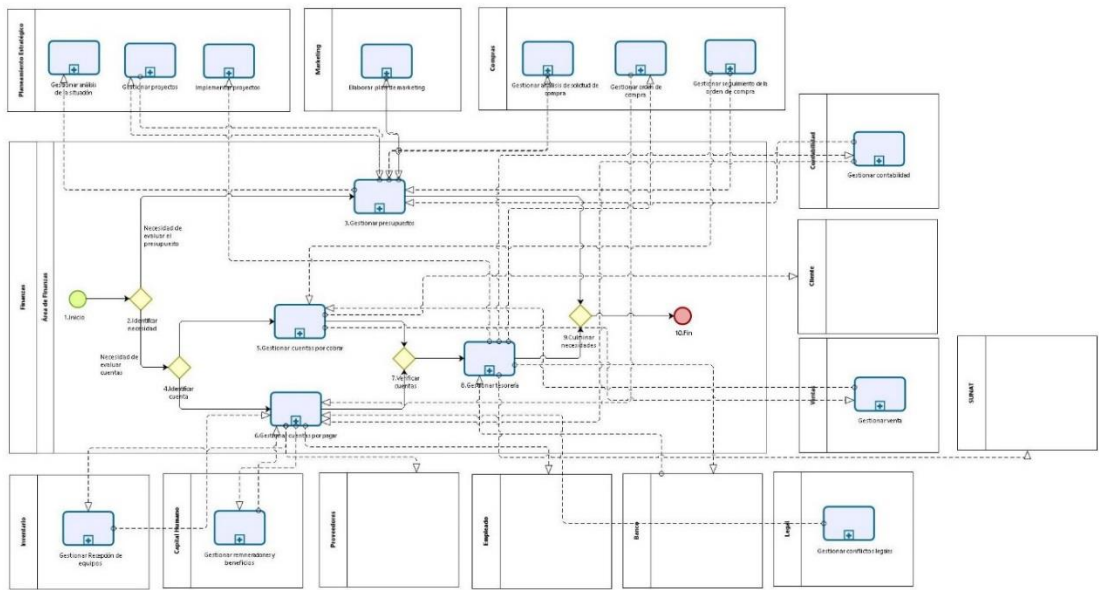 Planeamiento Estratégico
Gestionar análisis
de la situación
Gestionar proyectos
Implementar proyectos
Marketing
Elaborar plan de marketing
Compras
Gestionar análisis de solicitud de
compra
Gestionar orden de
compra
Gestionar seguimiento de la
orden de compra
Contabilidad
Gestionar contabilidad
Finanzas
Área de Finanzas
1.Inicio
2.Identificar
necesidad
Necesidad de
evaluar el
presupuesto
Necesidad de
evaluar
cuentas
3.Gestionar presupuestos
4.Identificar
cuenta
5.Gestionar cuentas por cobrar
6.Gestionar cuentas por pagar
7.Verificar
cuentas
8.Gestionar tesorería
9.Culminar
necesidades
10.Fin
Cliente
Ventas
Gestionar venta
SUNAT
Inventario
Gestionar Recepción de
equipos
Capital Humano
Gestionar remneradones y
beneficios
Proveedores
Empleado
Banco
Legal
Gestionar conflictos legales